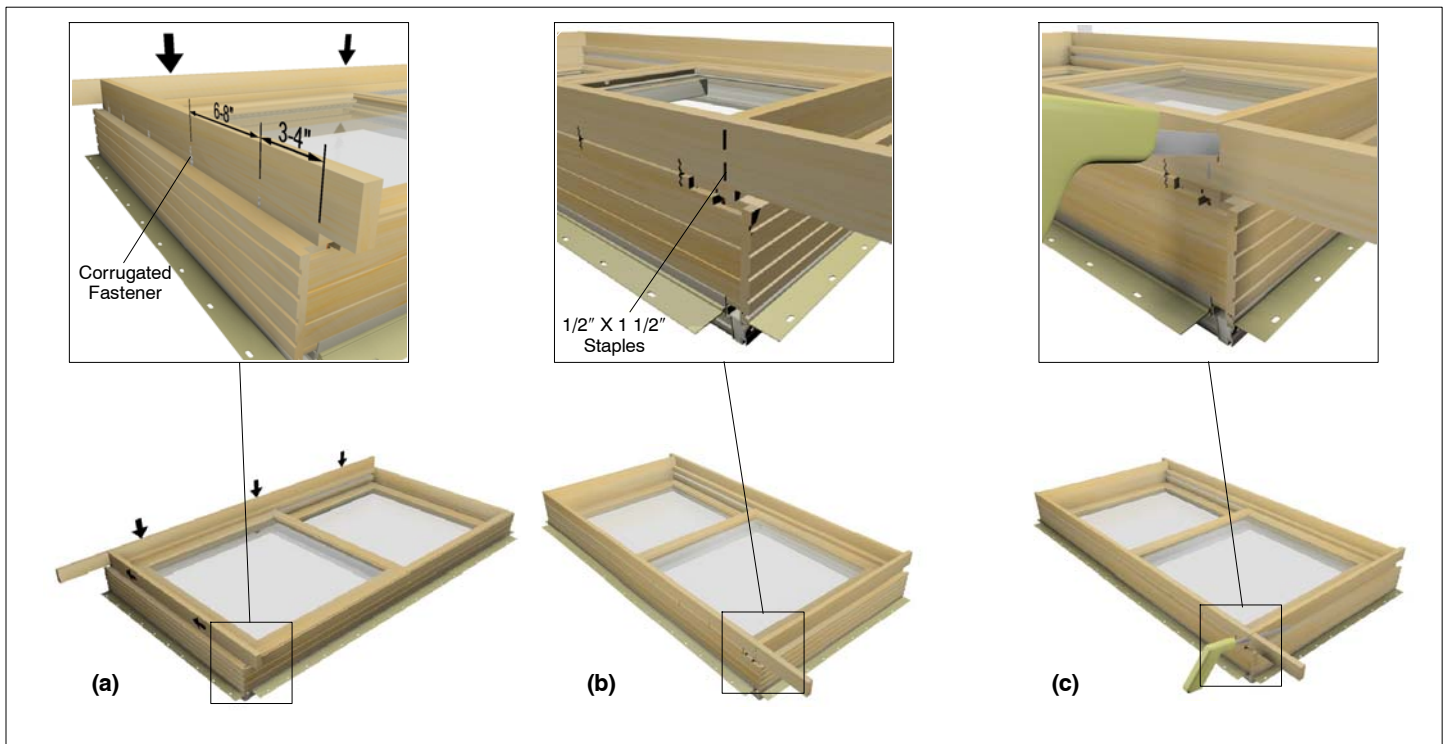 6-8"
3-4"
Corrugated
Fastener
1/2″ X 1 1/2″
Staples
(a)
(b)
(c)